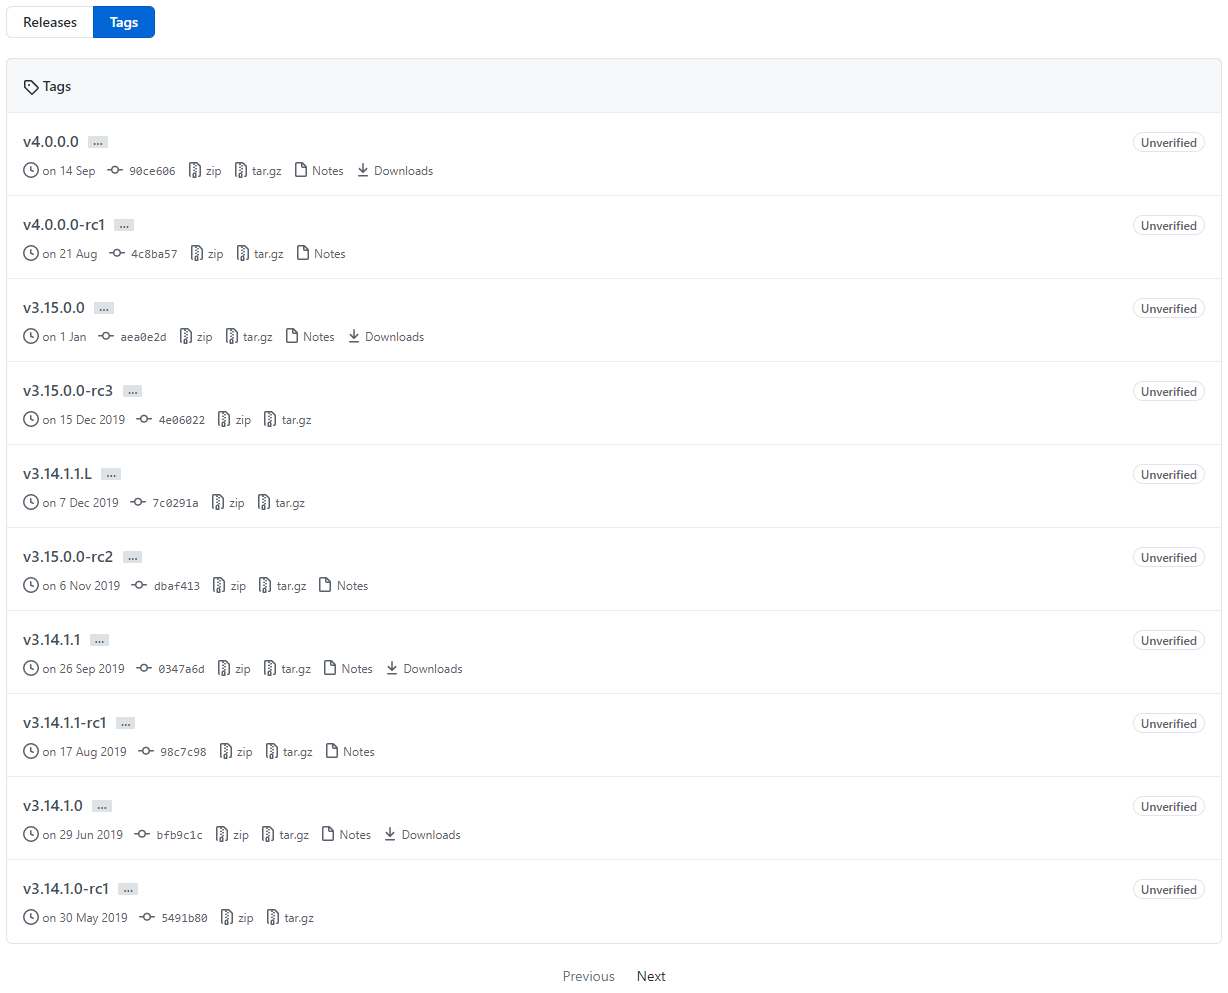 Releases Tags
Tags
v4.0.0.0 ... Unverified
on 14 Sep 90ce606 zip tar.gz Notes Downloads
v4.0.0.0-rc1 ... Unverified
on 21 Aug 4c8ba57 zip tar.gz Notes
v3.15.0.0 ... Unverified
on 1 Jan aea0e2d zip tar.gz Notes Downloads
v3.15.0.0-rc3 ... Unverified
on 15 Dec 2019 4e06022 zip tar.gz
v3.14.1.1.L ... Unverified
on 7 Dec 2019 7c0291a zip tar.gz
v3.15.0.0-rc2 ... Unverified
on 6 Nov 2019 dbaf413 zip tar.gz Notes
v3.14.1.1 ... Unverified
on 26 Sep 2019 0347a6d zip tar.gz Notes Downloads
v3.14.1.1-rc1 ... Unverified
on 17 Aug 2019 98c7c98 zip tar.gz Notes
v3.14.1.0 ... Unverified
on 29 Jun 2019 bfb9c1c zip tar.gz Notes Downloads
v3.14.1.0-rc1 ... Unverified
on 30 May 2019 5491b80 zip tar.gz
Previous Next